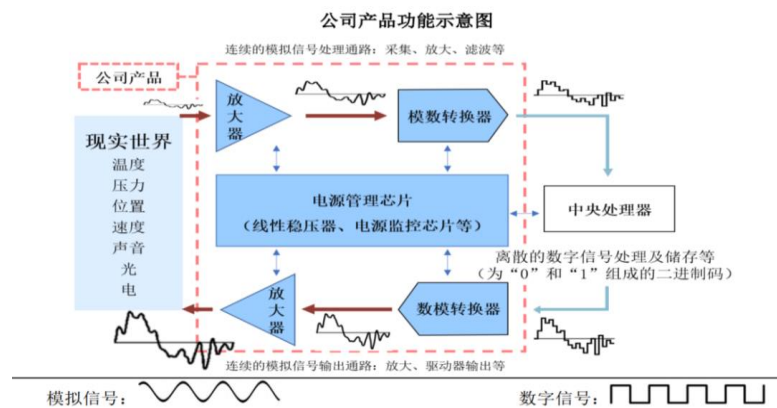 公司产品功能示意图
连续的模拟信号处理通路：采集、放大、滤波等
公司产品
放大器
模数转换器
现实世界
温度
压力
位置
速度
声音
光
电
电源管理芯片
（线性稳压器、电源监控芯片等）
中央处理器
离散的数字信号处理及储存等
（为“0”和“1”组成的二进制码）
放大器
数模转换器
连续的模拟信号输出通路：放大、驱动器输出等
模拟信号：
数字信号：